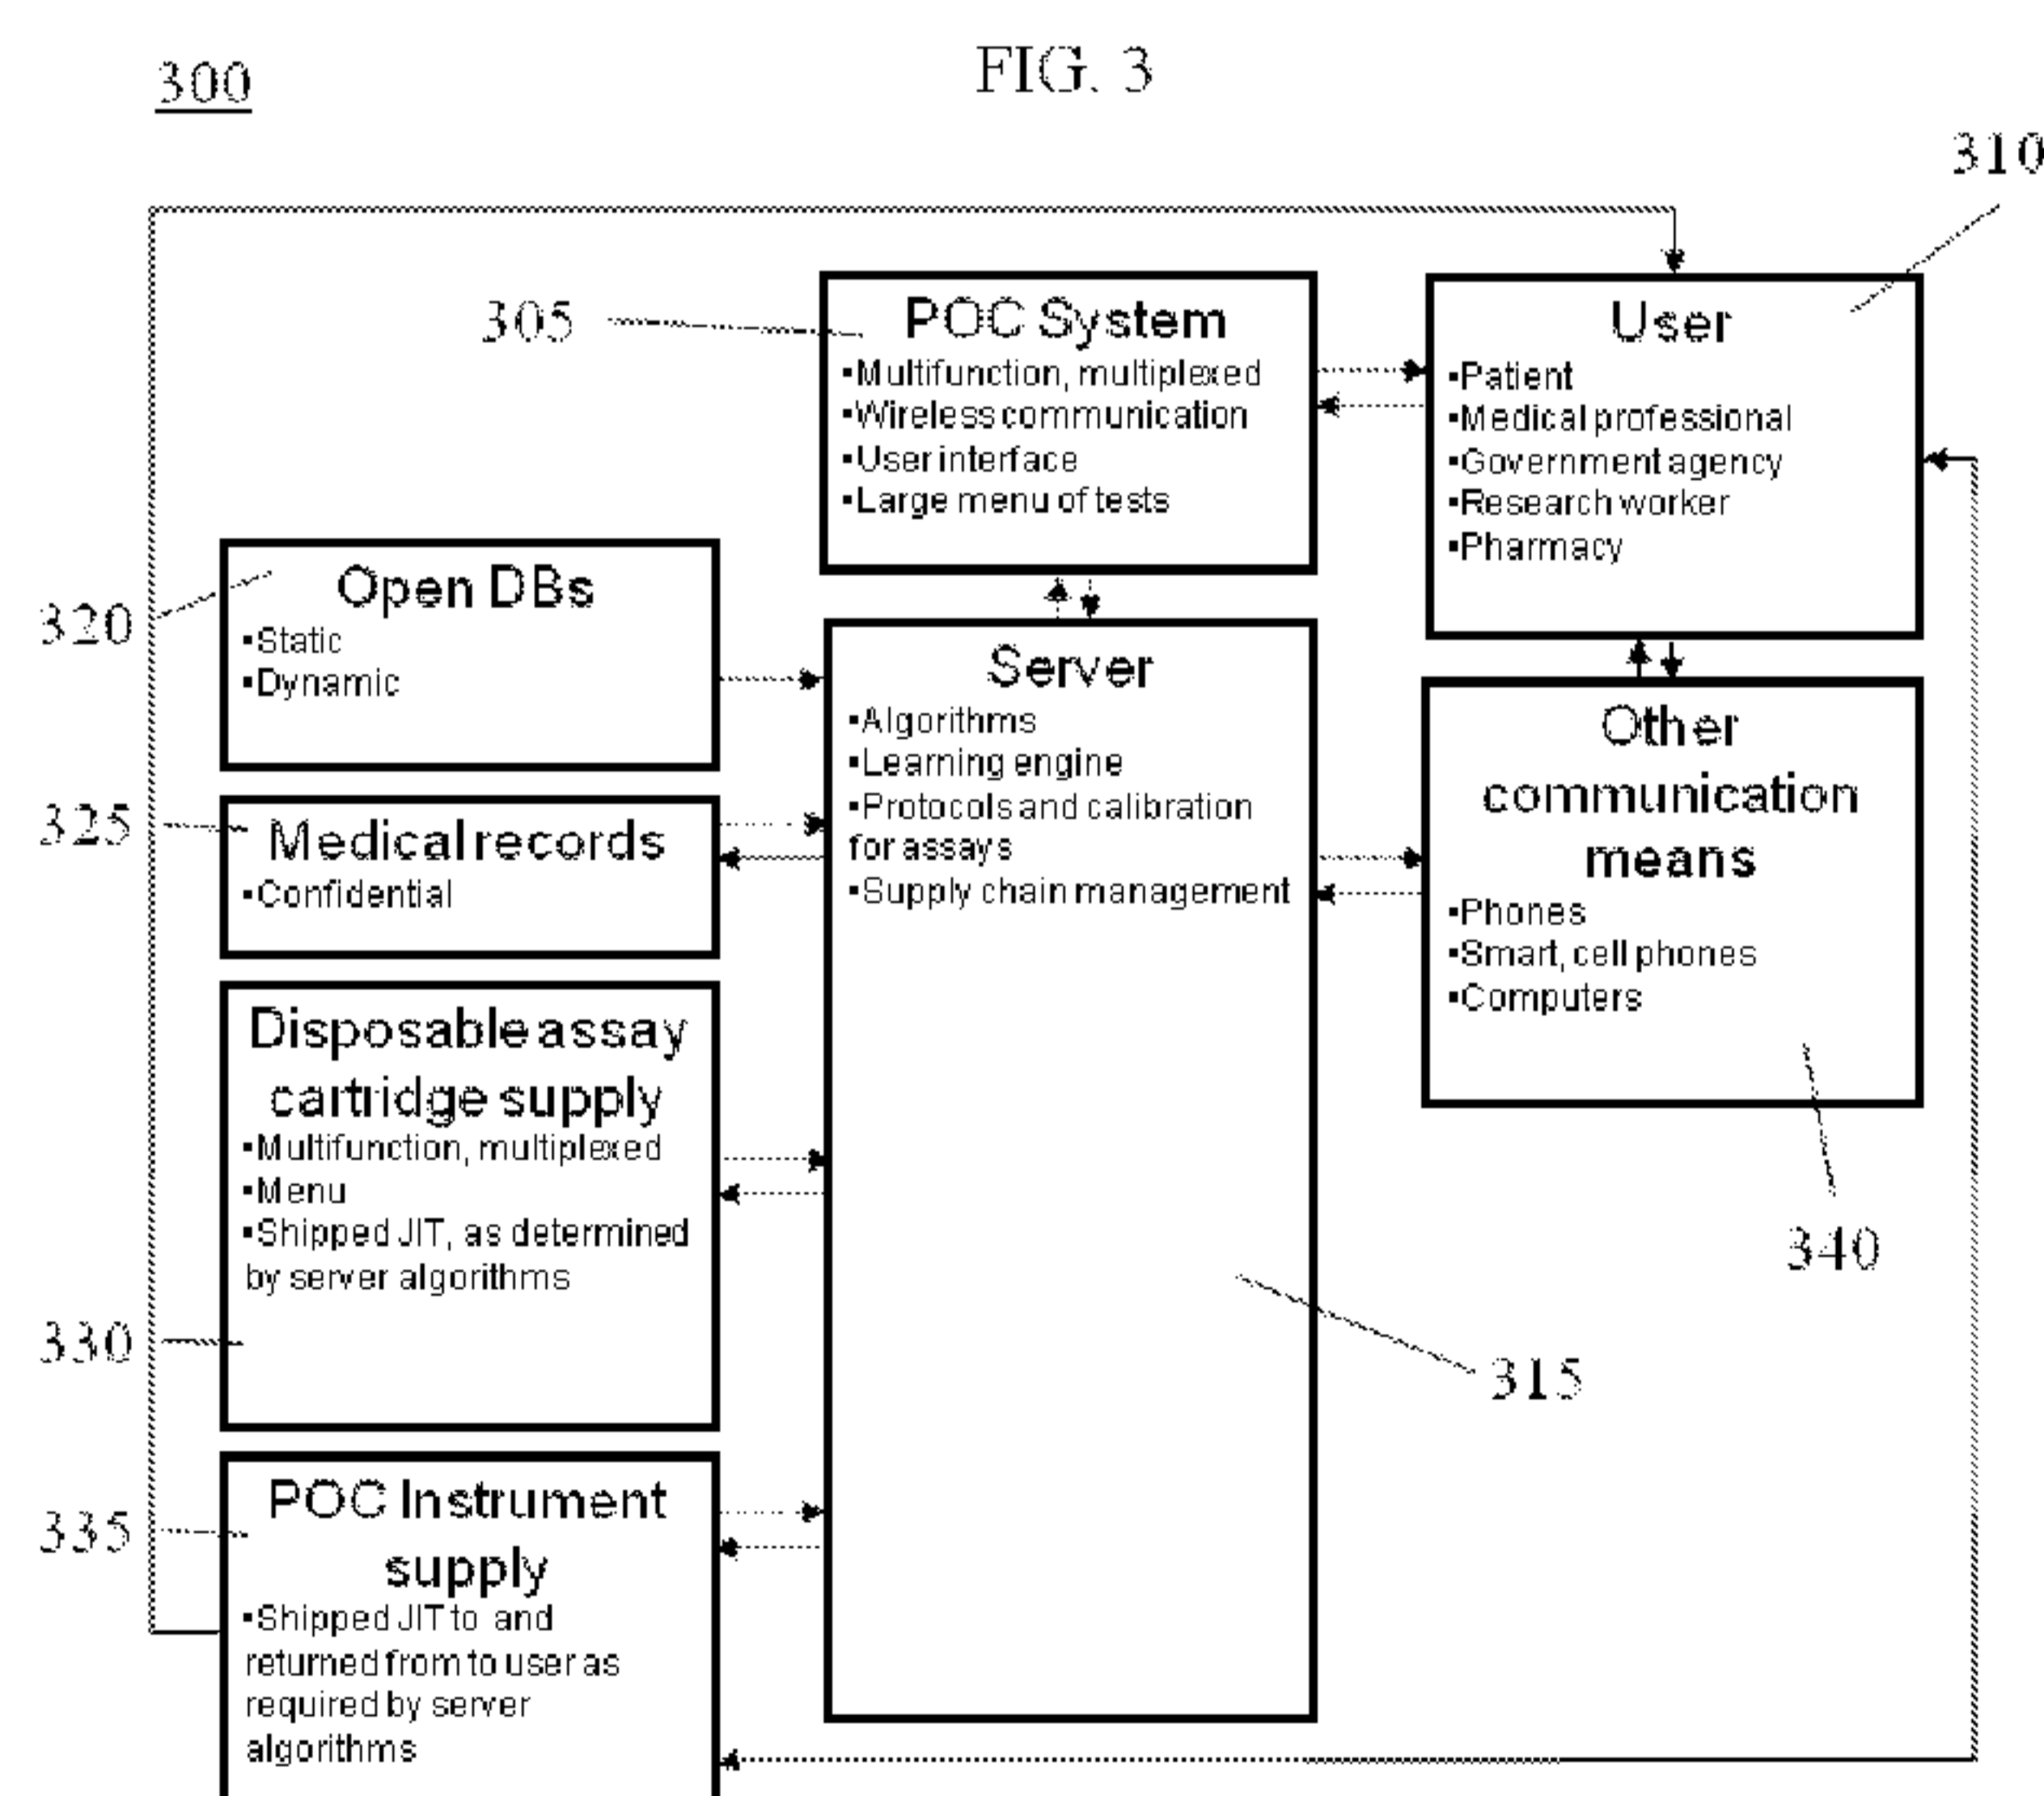 FIG. 3
300
310
305
POC System
▪Multifunction, multiplexed
▪Wireless communication
▪User interface
▪Large menu of tests
User
▪Patient
▪Medical professional
▪Government agency
▪Research worker
▪Pharmacy
320
Open DBs
▪Static
▪Dynamic
325
Medical records
▪Confidential
Server
▪Algorithms
▪Learning engine
▪Protocols and calibration
for assays
▪Supply chain management
Other
communication
means
▪Phones
▪Smart, cell phones
▪Computers
340
Disposable assay
cartridge supply
▪Multifunction, multiplexed
▪Menu
▪Shipped JIT, as determined
by server algorithms
330
315
335
POC Instrument
supply
▪Shipped JIT to and
returned from to user as
required by server
algorithms